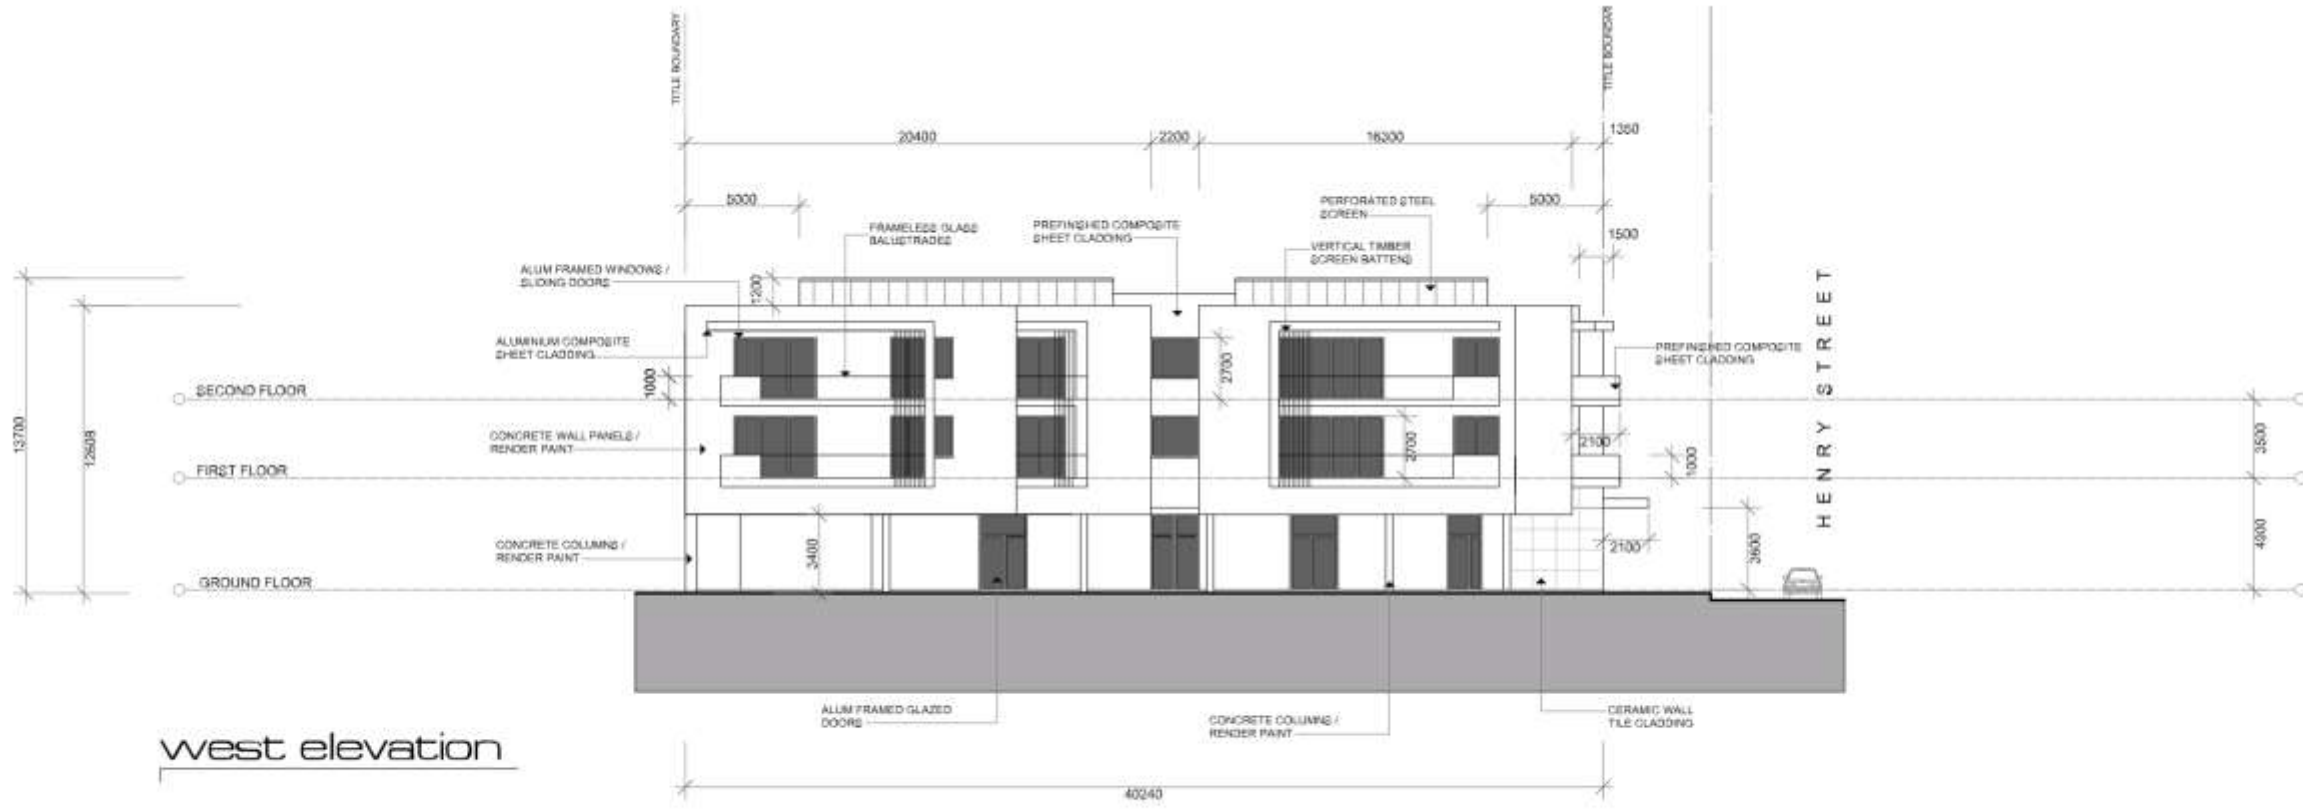 TITLE BOUNDARY
TITLE BOUNDAR
20400
2200
16300
1350
5000
5000
1500
PERFORATED STEEL
SCREEN
FRAMELESS GLASS
BALUSTRADES
PREFINISHED COMPOSITE
SHEET CLADDING
VERTICAL TIMBER
SCREEN BATTENS
ALUM FRAMED WINDOWS /
SLIDING DOORS
1200
ALUMINIUM COMPOSITE
SHEET CLADDING
PREFINISHED COMPOSITE
SHEET CLADDING
HENRY STREET
1000
2700
SECOND FLOOR
13700
12608
CONCRETE WALL PANELS /
RENDER PAINT
2700
2100
1000
3500
FIRST FLOOR
CONCRETE COLUMNS /
RENDER PAINT
3400
2100
3600
4900
GROUND FLOOR
ALUM FRAMED GLAZED
DOORS
CONCRETE COLUMNS /
RENDER PAINT
CERAMIC WALL
TILE CLADDING
west elevation
40240